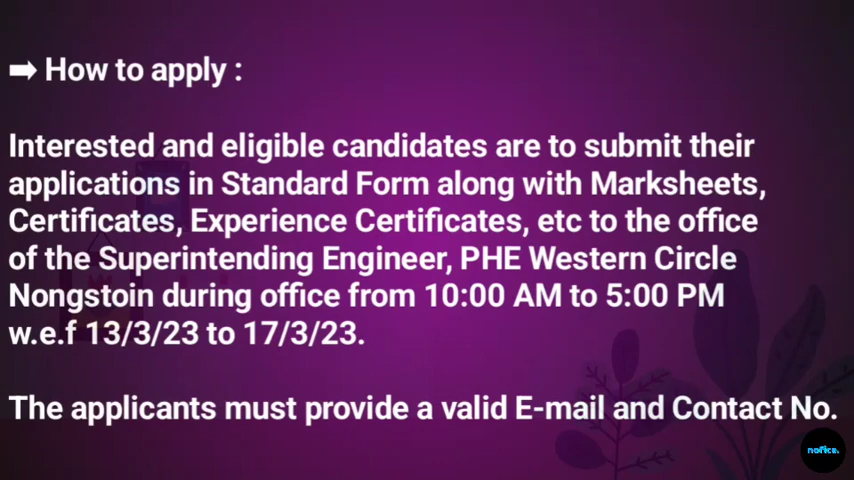 ➡ How to apply :
Interested and eligible candidates are to submit their
applications in Standard Form along with Marksheets,
Certificates, Experience Certificates, etc to the office
of the Superintending Engineer, PHE Western Circle
Nongstoin during office from 10:00 AM to 5:00 PM
w.e.f 13/3/23 to 17/3/23.
The applicants must provide a valid E-mail and Contact No.